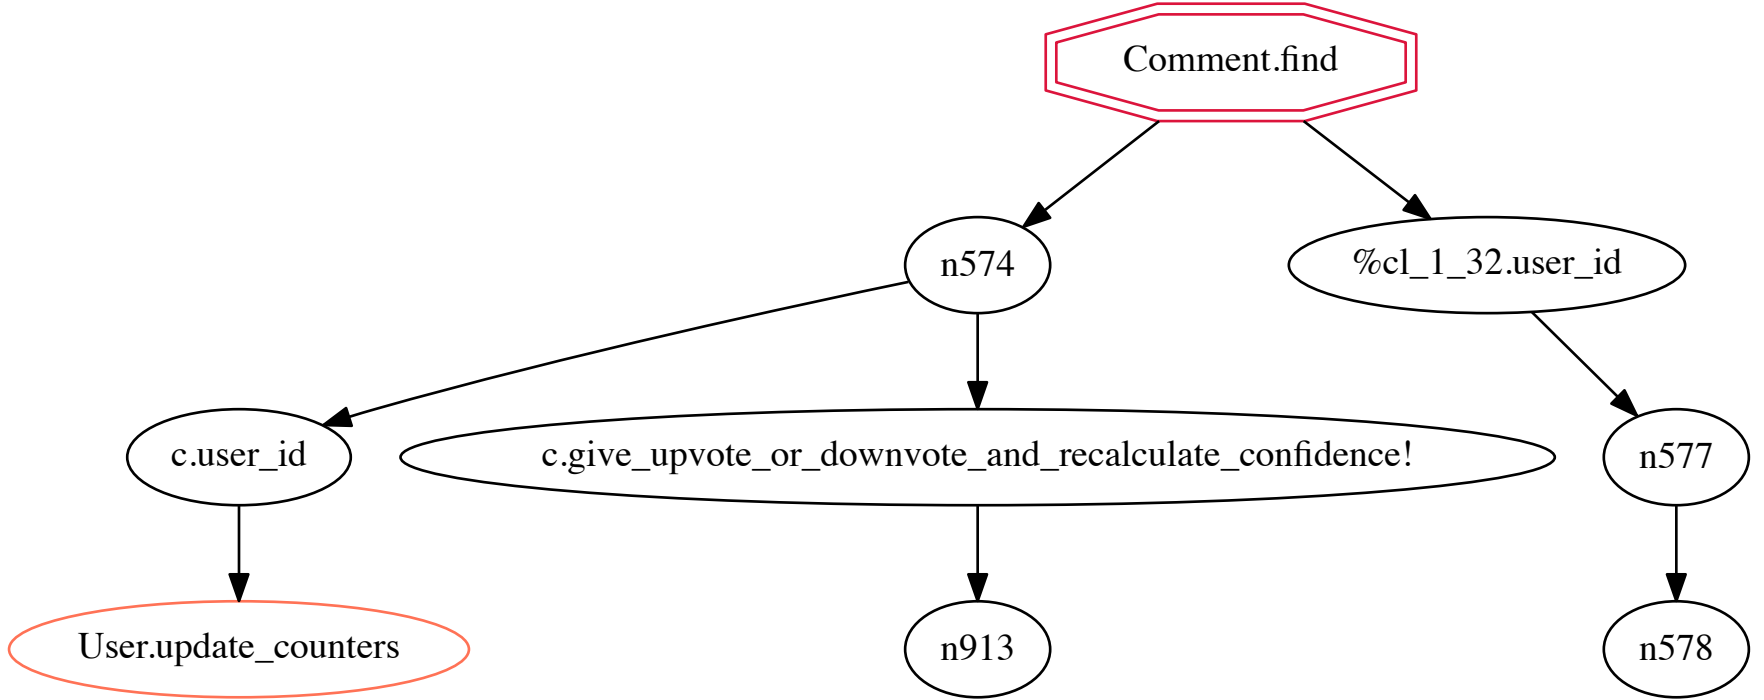 Comment.find
n574
%cl_1_32.user_id
c.user_id
c.give_upvote_or_downvote_and_recalculate_confidence!
n577
User.update_counters
n913
n578